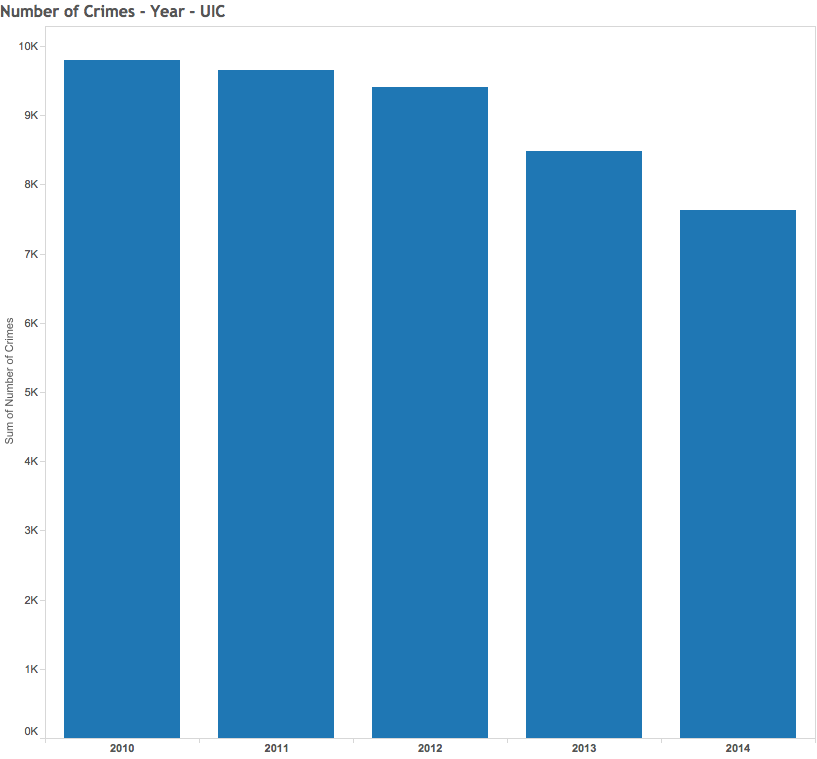 Number of Crimes - Year - UIC
10K
9K
8K
7K
6K
5K
4K
3K
2K
1K
0K
Sum of Number of Crimes
2010 2011 2012 2013 2014